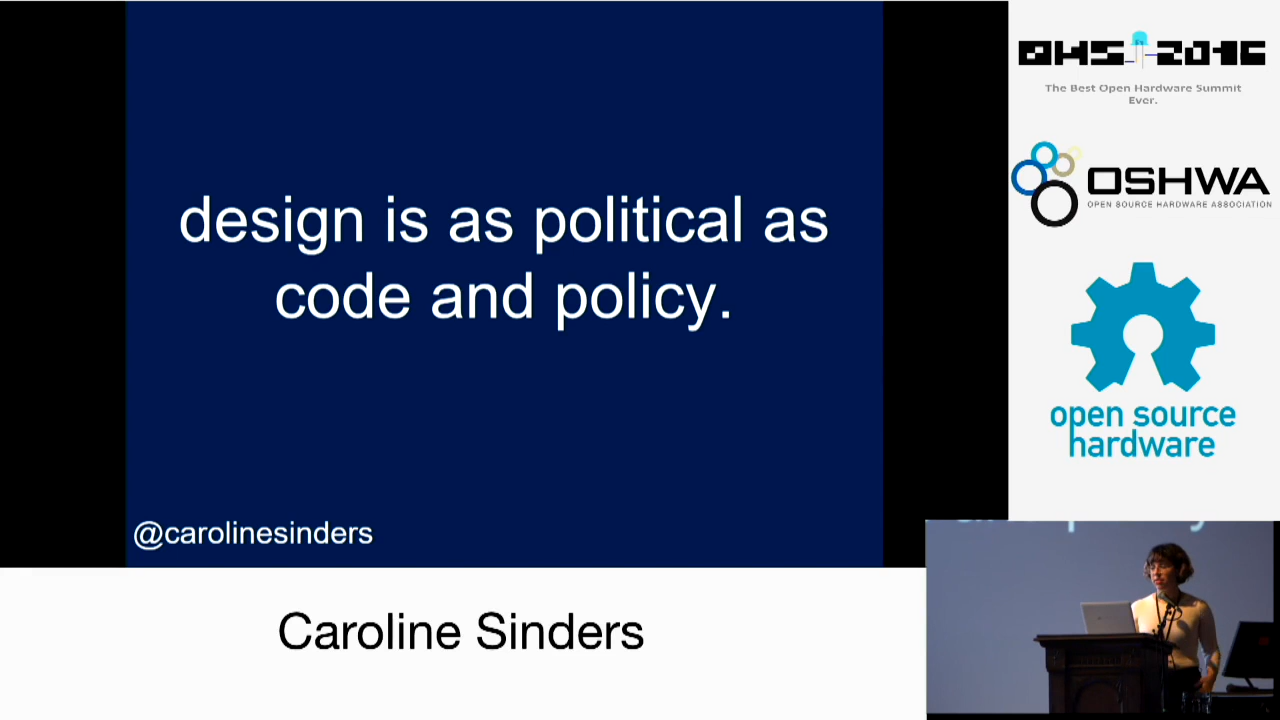 design is as political as
code and policy.
@carolinesinders
Caroline Sinders
OHS 2016
The Best Open Hardware Summit
Ever.
OSHWA
OPEN SOURCE HARDWARE ASSOCIATION
open source
hardware